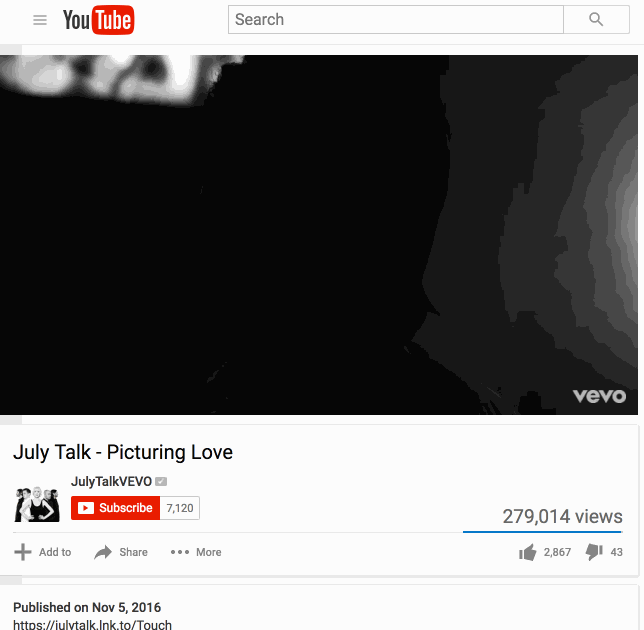 YouTube
Search
vevo
July Talk - Picturing Love
JulyTalkVEVO
Subscribe 7,120
279,014 views
Add to Share More 2,867 43
Published on Nov 5, 2016
https://julytalk.lnk.to/Touch